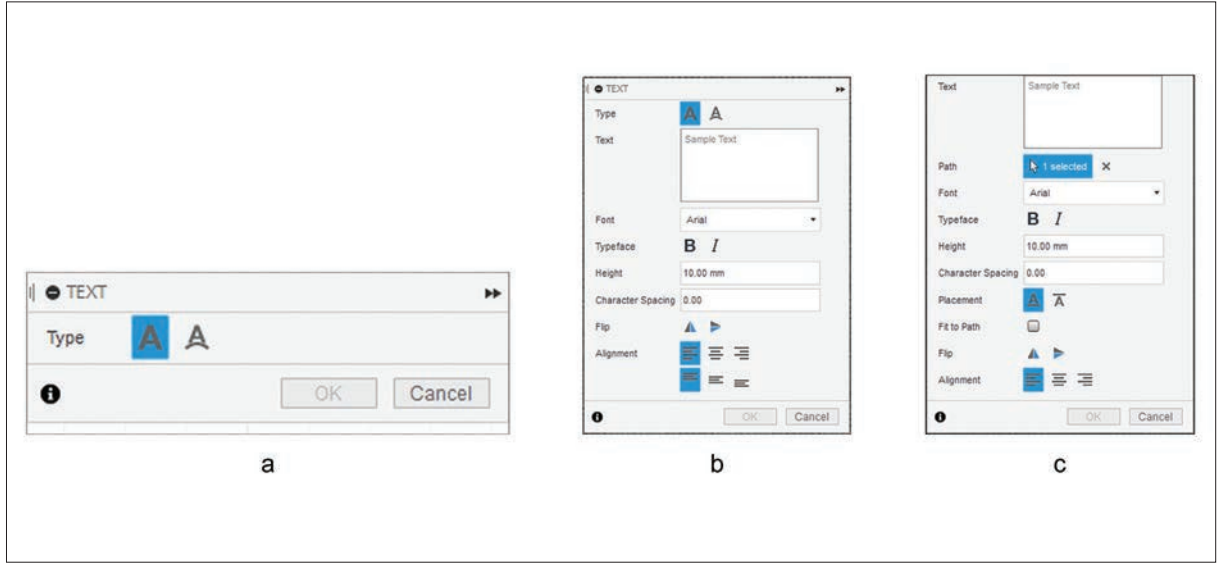 TEXT
Type A A
OK Cancel
a
TEXT
Type A A
Text Sample Text
Font Arial
Typeface B I
Height 10.00 mm
Character Spacing 0.00
Flip
Alignment
OK Cancel
b
Text Sample Text
Path 1 selected
Font Arial
Typeface B I
Height 10.00 mm
Character Spacing 0.00
Placement A A
Fit to Path
Flip
Alignment
OK Cancel
c